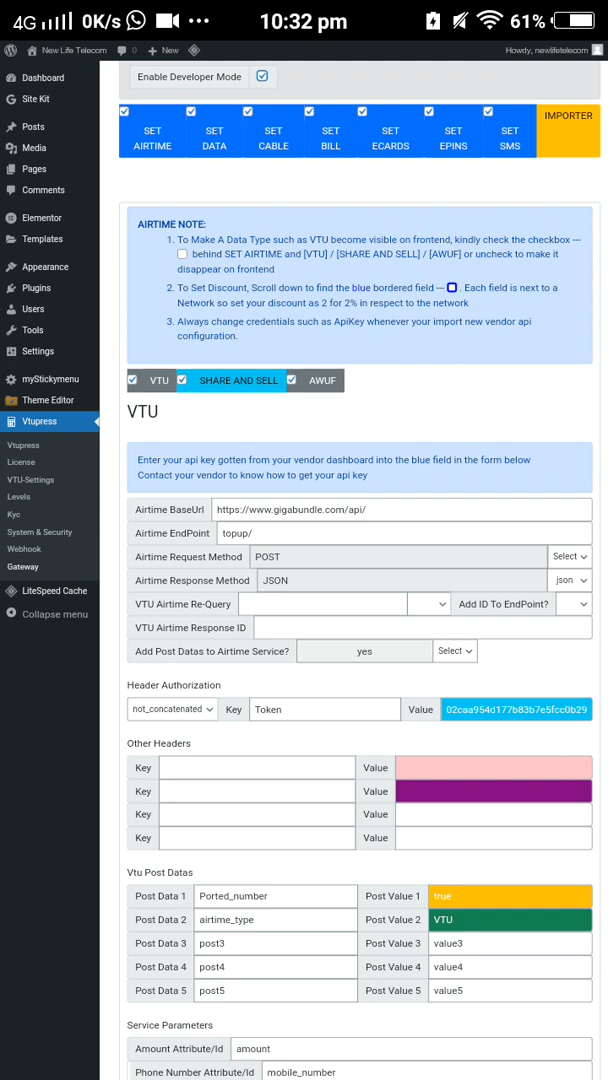 4G 0K/s 10:32 pm 61%
New Life Telecom 0 New Howdy, newlifetelecom
Dashboard
Site Kit
Posts
Media
Pages
Comments
Elementor
Templates
Appearance
Plugins
Users
Tools
Settings
myStickymenu
Theme Editor
Vtupress
Vtupress
License
VTU-Settings
Levels
Kyc
System & Security
Webhook
Gateway
LiteSpeed Cache
Collapse menu
Enable Developer Mode
SET AIRTIME
SET DATA
SET CABLE
SET BILL
SET ECARDS
SET EPINS
SET SMS
IMPORTER
AIRTIME NOTE:
1. To Make A Data Type such as VTU become visible on frontend, kindly check the checkbox ---
behind SET AIRTIME and [VTU] / [SHARE AND SELL] / [AWUF] or uncheck to make it
disappear on frontend
2. To Set Discount, Scroll down to find the blue bordered field --- . Each field is next to a
Network so set your discount as 2 for 2% in respect to the network
3. Always change credentials such as ApiKey whenever your import new vendor api
configuration.
VTU SHARE AND SELL AWUF
VTU
Enter your api key gotten from your vendor dashboard into the blue field in the form below
Contact your vendor to know how to get your api key
Airtime BaseUrl https://www.gigabundle.com/api/
Airtime EndPoint topup/
Airtime Request Method POST Select
Airtime Response Method JSON json
VTU Airtime Re-Query Add ID To EndPoint?
VTU Airtime Response ID
Add Post Datas to Airtime Service? yes Select
Header Authorization
not_concatenated Key Token Value 02caa954d177b83b7e5fcc0b29
Other Headers
Key Value
Key Value
Key Value
Key Value
Vtu Post Datas
Post Data 1 Ported_number Post Value 1 true
Post Data 2 airtime_type Post Value 2 VTU
Post Data 3 post3 Post Value 3 value3
Post Data 4 post4 Post Value 4 value4
Post Data 5 post5 Post Value 5 value5
Service Parameters
Amount Attribute/Id amount
Phone Number Attribute/Id mobile_number